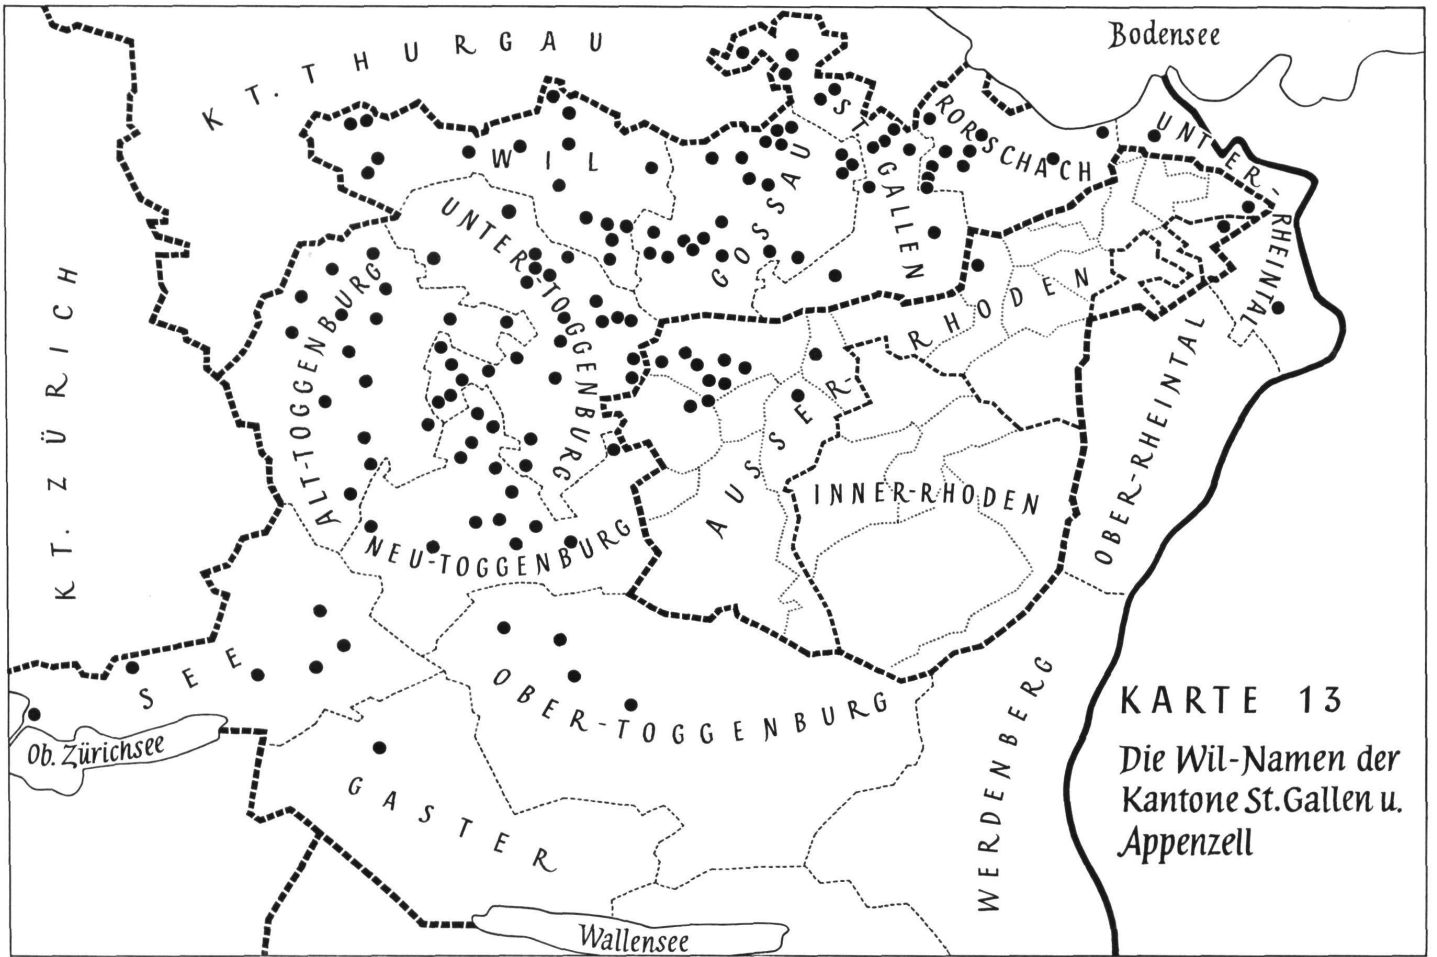 KT. THURGAU
Bodensee
ST. GALLEN
RORSCHACH
UNTER-RHEINTAL
WIL
GOSSAU
UNTER-TOGGENBURG
ALT-TOGGENBURG
KT. ZÜRICH
AUSSER-RHODEN
INNER-RHODEN
OBER-RHEINTAL
NEU-TOGGENBURG
SEE
OBER-TOGGENBURG
Ob. Zürichsee
GASTER
WERDENBERG
Wallensee
KARTE 13
Die Wil-Namen der
Kantone St. Gallen u.
Appenzell